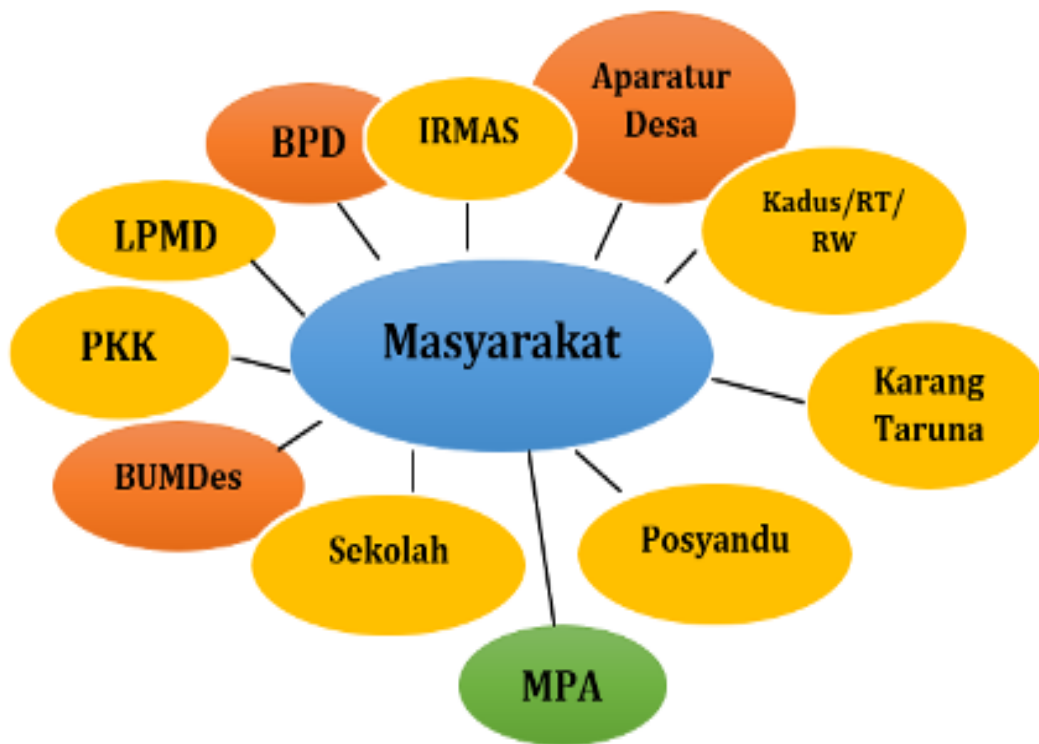 Aparatur
Desa
IRMAS
BPD
Kadus/RT/
RW
LPMD
Masyarakat
PKK
Karang
Taruna
BUMDes
Sekolah
Posyandu
MPA